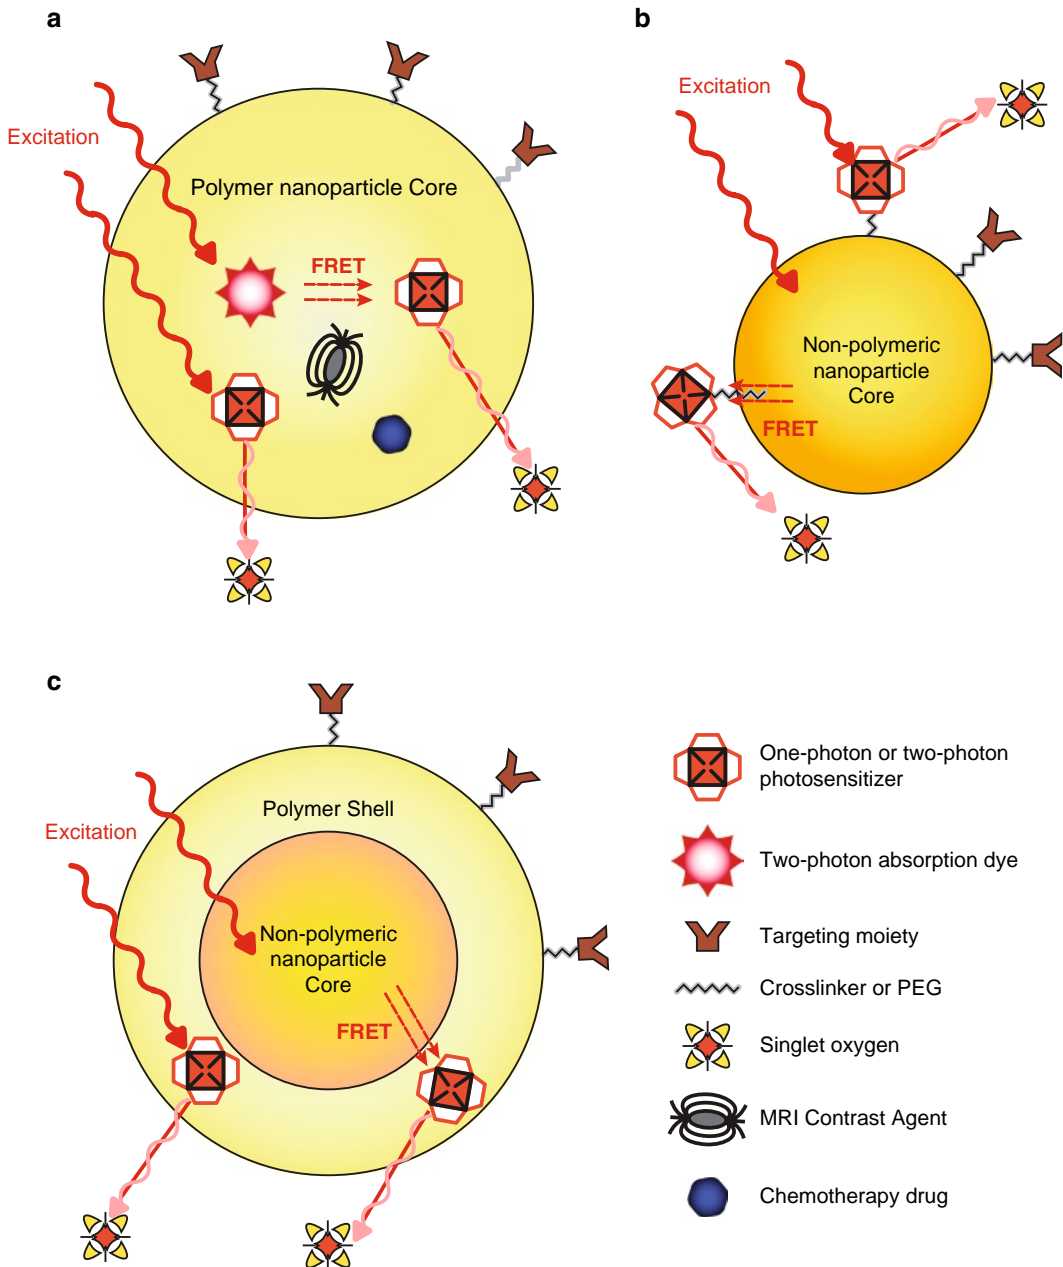 a
Excitation
Polymer nanoparticle Core
FRET
b
Excitation
Non-polymeric
nanoparticle
Core
FRET
c
Excitation
Polymer Shell
Non-polymeric
nanoparticle
Core
FRET
One-photon or two-photon
photosensitizer
Two-photon absorption dye
Targeting moiety
Crosslinker or PEG
Singlet oxygen
MRI Contrast Agent
Chemotherapy drug